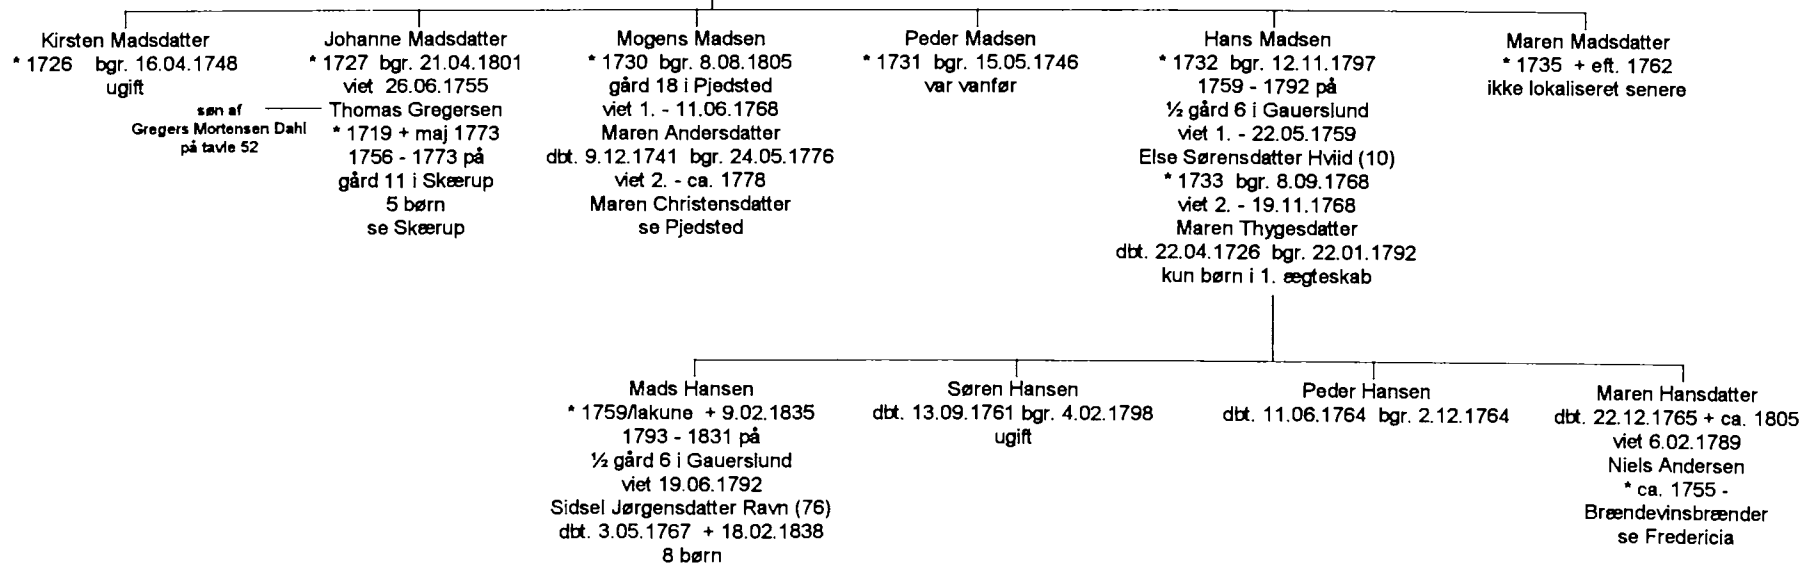 Kirsten Madsdatter
* 1726 bgr. 16.04.1748
ugift
søn af
Gregers Mortensen Dahl
på tavle 52
Johanne Madsdatter
* 1727 bgr. 21.04.1801
viet 26.06.1755
Thomas Gregersen
* 1719 + maj 1773
1756 - 1773 på
gård 11 i Skærup
5 børn
se Skærup
Mogens Madsen
* 1730 bgr. 8.08.1805
gård 18 i Pjedsted
viet 1. - 11.06.1768
Maren Andersdatter
dbt. 9.12.1741 bgr. 24.05.1776
viet 2. - ca. 1778
Maren Christensdatter
se Pjedsted
Peder Madsen
* 1731 bgr. 15.05.1746
var vanfør
Hans Madsen
* 1732 bgr. 12.11.1797
1759 - 1792 på
½ gård 6 i Gauerslund
viet 1. - 22.05.1759
Else Sørensdatter Hviid (10)
* 1733 bgr. 8.09.1768
viet 2. - 19.11.1768
Maren Thygesdatter
dbt. 22.04.1726 bgr. 22.01.1792
kun børn i 1. ægteskab
Maren Madsdatter
* 1735 + eft. 1762
ikke lokaliseret senere
Mads Hansen
* 1759/lakune + 9.02.1835
1793 - 1831 på
½ gård 6 i Gauerslund
viet 19.06.1792
Sidsel Jørgensdatter Ravn (76)
dbt. 3.05.1767 + 18.02.1838
8 børn
Søren Hansen
dbt. 13.09.1761 bgr. 4.02.1798
ugift
Peder Hansen
dbt. 11.06.1764 bgr. 2.12.1764
Maren Hansdatter
dbt. 22.12.1765 + ca. 1805
viet 6.02.1789
Niels Andersen
* ca. 1755 -
Brændevinsbrænder
se Fredericia